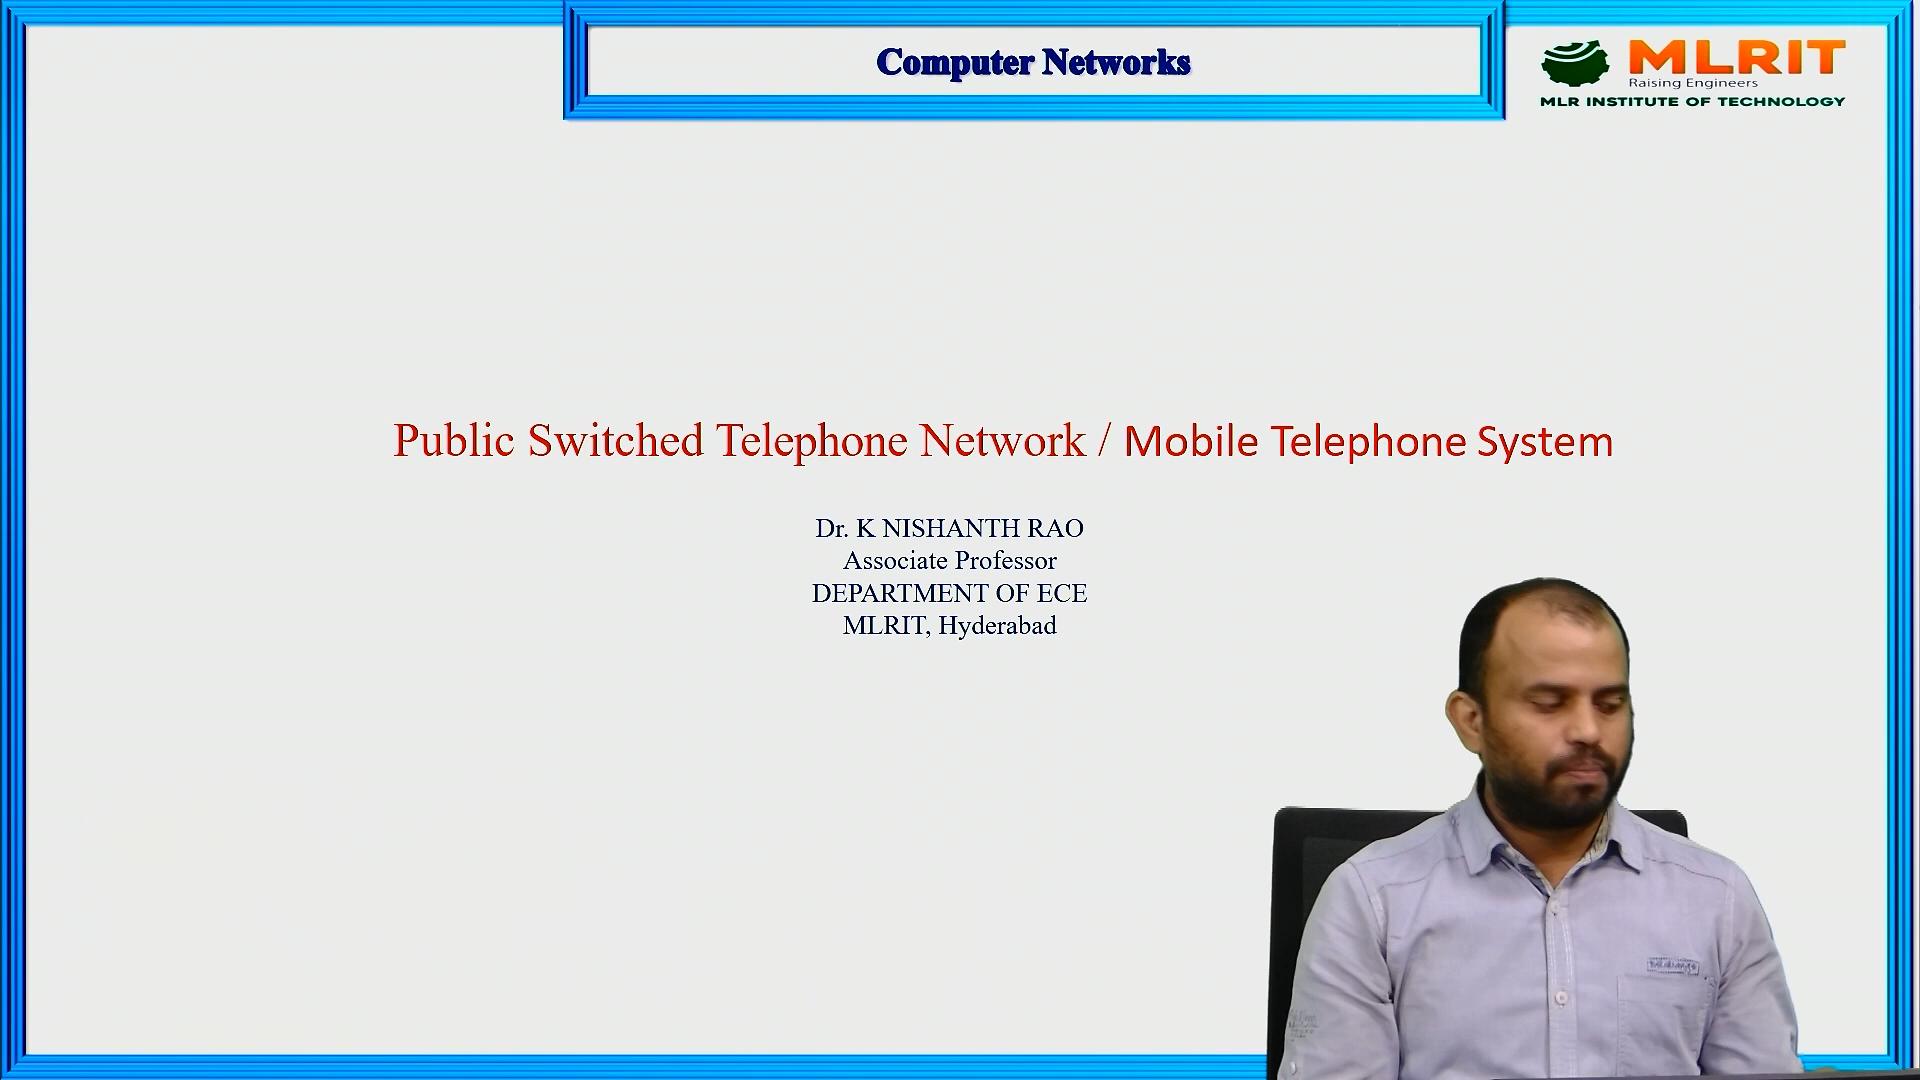 Computer Networks
MLRIT
Raising Engineers
MLR INSTITUTE OF TECHNOLOGY
Public Switched Telephone Network / Mobile Telephone System
Dr. K NISHANTH RAO
Associate Professor
DEPARTMENT OF ECE
MLRIT, Hyderabad